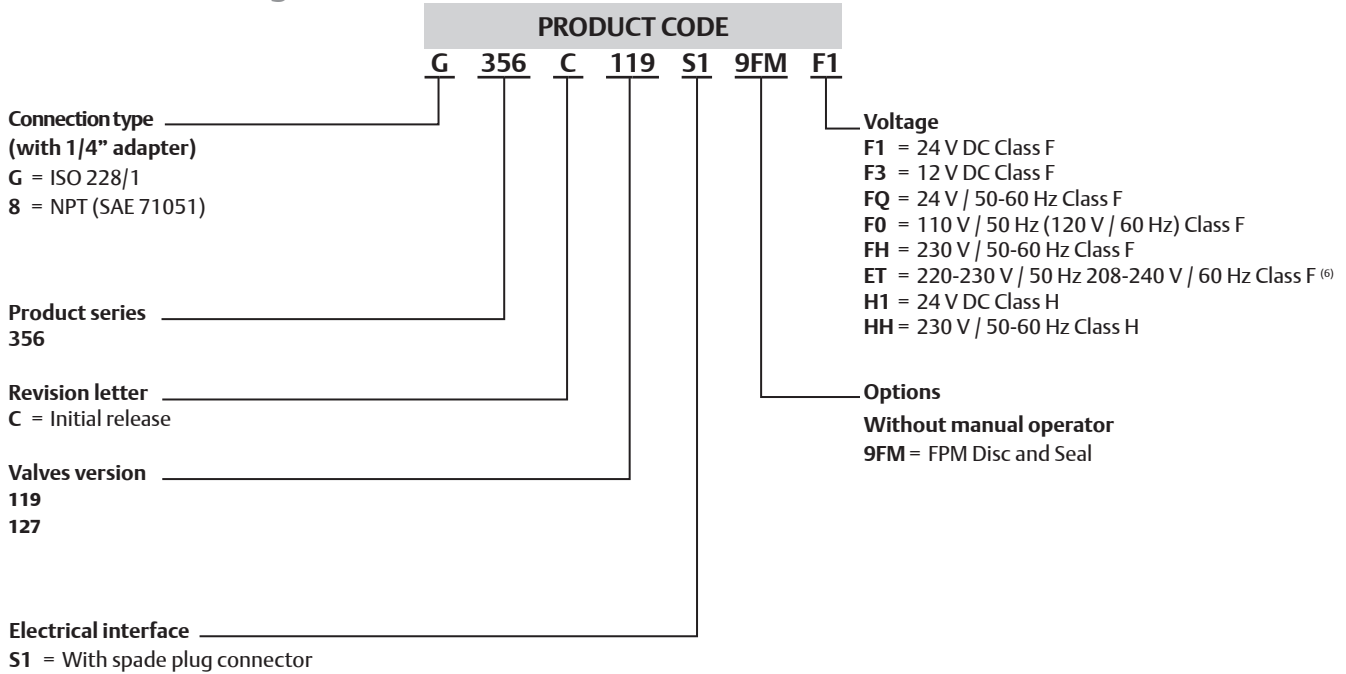 PRODUCT CODE
G 356 C 119 S1 9FM F1
Connection type
(with 1/4” adapter)
G = ISO 228/1
8 = NPT (SAE 71051)
Product series
356
Revision letter
C = Initial release
Valves version
119
127
Electrical interface
S1 = With spade plug connector
Voltage
F1 = 24 V DC Class F
F3 = 12 V DC Class F
FQ = 24 V / 50-60 Hz Class F
F0 = 110 V / 50 Hz (120 V / 60 Hz) Class F
FH = 230 V / 50-60 Hz Class F
ET = 220-230 V / 50 Hz 208-240 V / 60 Hz Class F (6)
H1 = 24 V DC Class H
HH = 230 V / 50-60 Hz Class H
Options
Without manual operator
9FM = FPM Disc and Seal